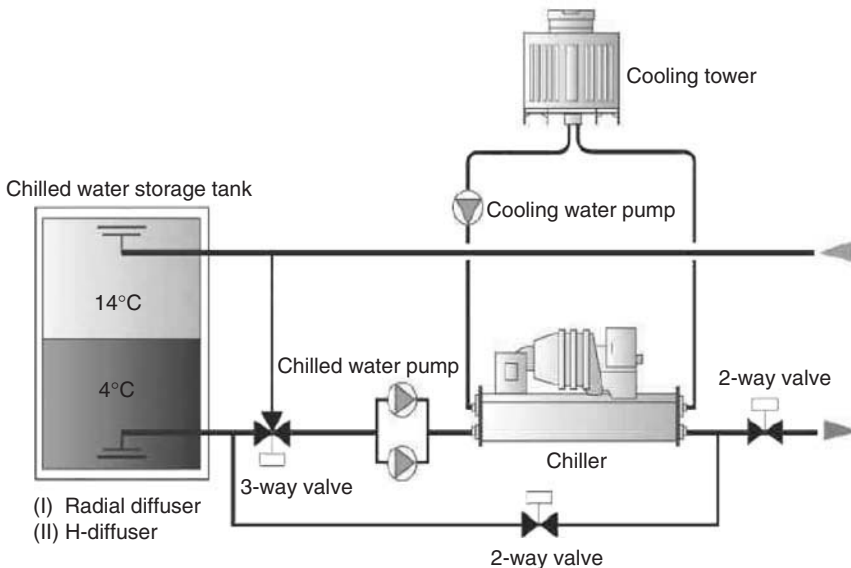 Cooling tower
Chilled water storage tank
Cooling water pump
14°C
Chilled water pump
4°C
2-way valve
3-way valve
Chiller
(I) Radial diffuser
(II) H-diffuser
2-way valve